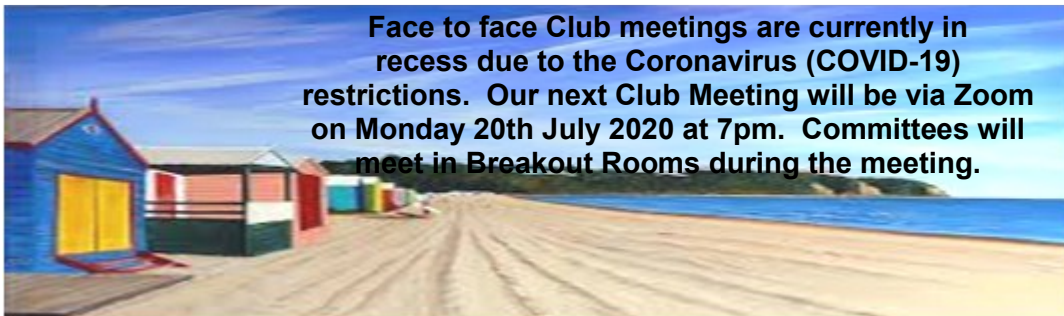 Face to face Club meetings are currently in
recess due to the Coronavirus (COVID-19)
restrictions.  Our next Club Meeting will be via Zoom
on Monday 20th July 2020 at 7pm.  Committees will
meet in Breakout Rooms during the meeting.